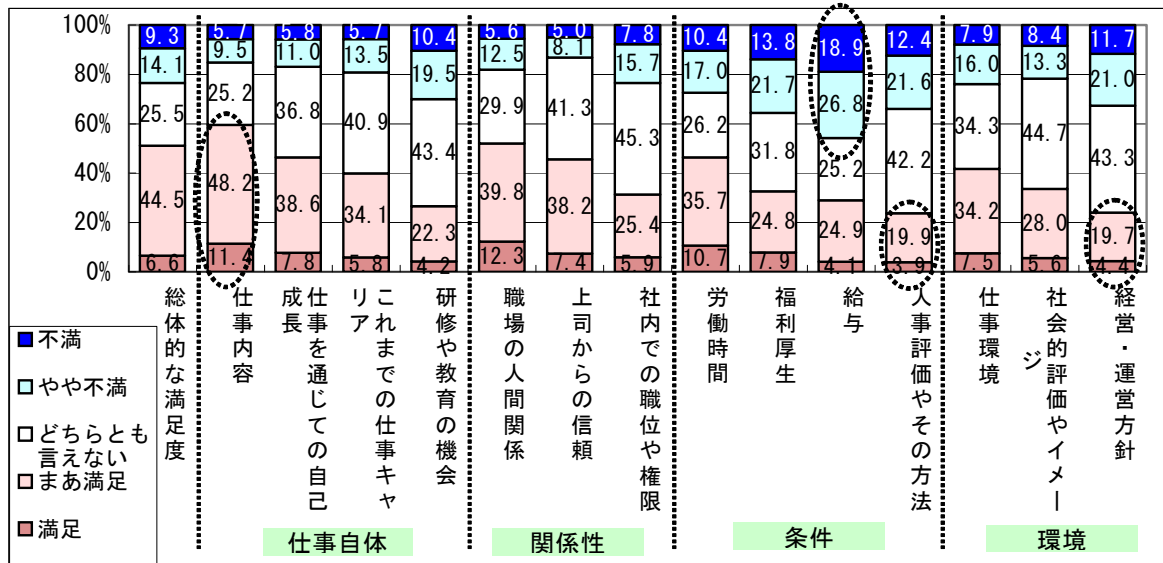 100%
80%
60%
40%
20%
0%
9.3
14.1
25.5
44.5
6.6
5.7
9.5
25.2
48.2
11.4
5.8
11.0
36.8
38.6
7.8
5.7
13.5
40.9
34.1
5.8
10.4
19.5
43.4
22.3
4.2
5.6
12.5
29.9
39.8
12.3
5.0
8.1
41.3
38.2
7.4
7.8
15.7
45.3
25.4
5.9
10.4
17.0
26.2
35.7
10.7
13.8
21.7
31.8
24.8
7.9
18.9
26.8
25.2
24.9
4.1
12.4
21.6
42.2
19.9
3.9
7.9
16.0
34.3
34.2
7.5
8.4
13.3
44.7
28.0
5.6
11.7
21.0
43.3
19.7
4.4
総体的な満足度
仕事内容
仕事を通じての自己
成長
これまでの仕事キャ
リア
研修や教育の機会
職場の人間関係
上司からの信頼
社内での職位や権限
労働時間
福利厚生
給与
人事評価やその方法
仕事環境
社会的評価やイメー
ジ
経営・運営方針
不満
やや不満
どちらとも
言えない
まあ満足
満足
仕事自体
関係性
条件
環境